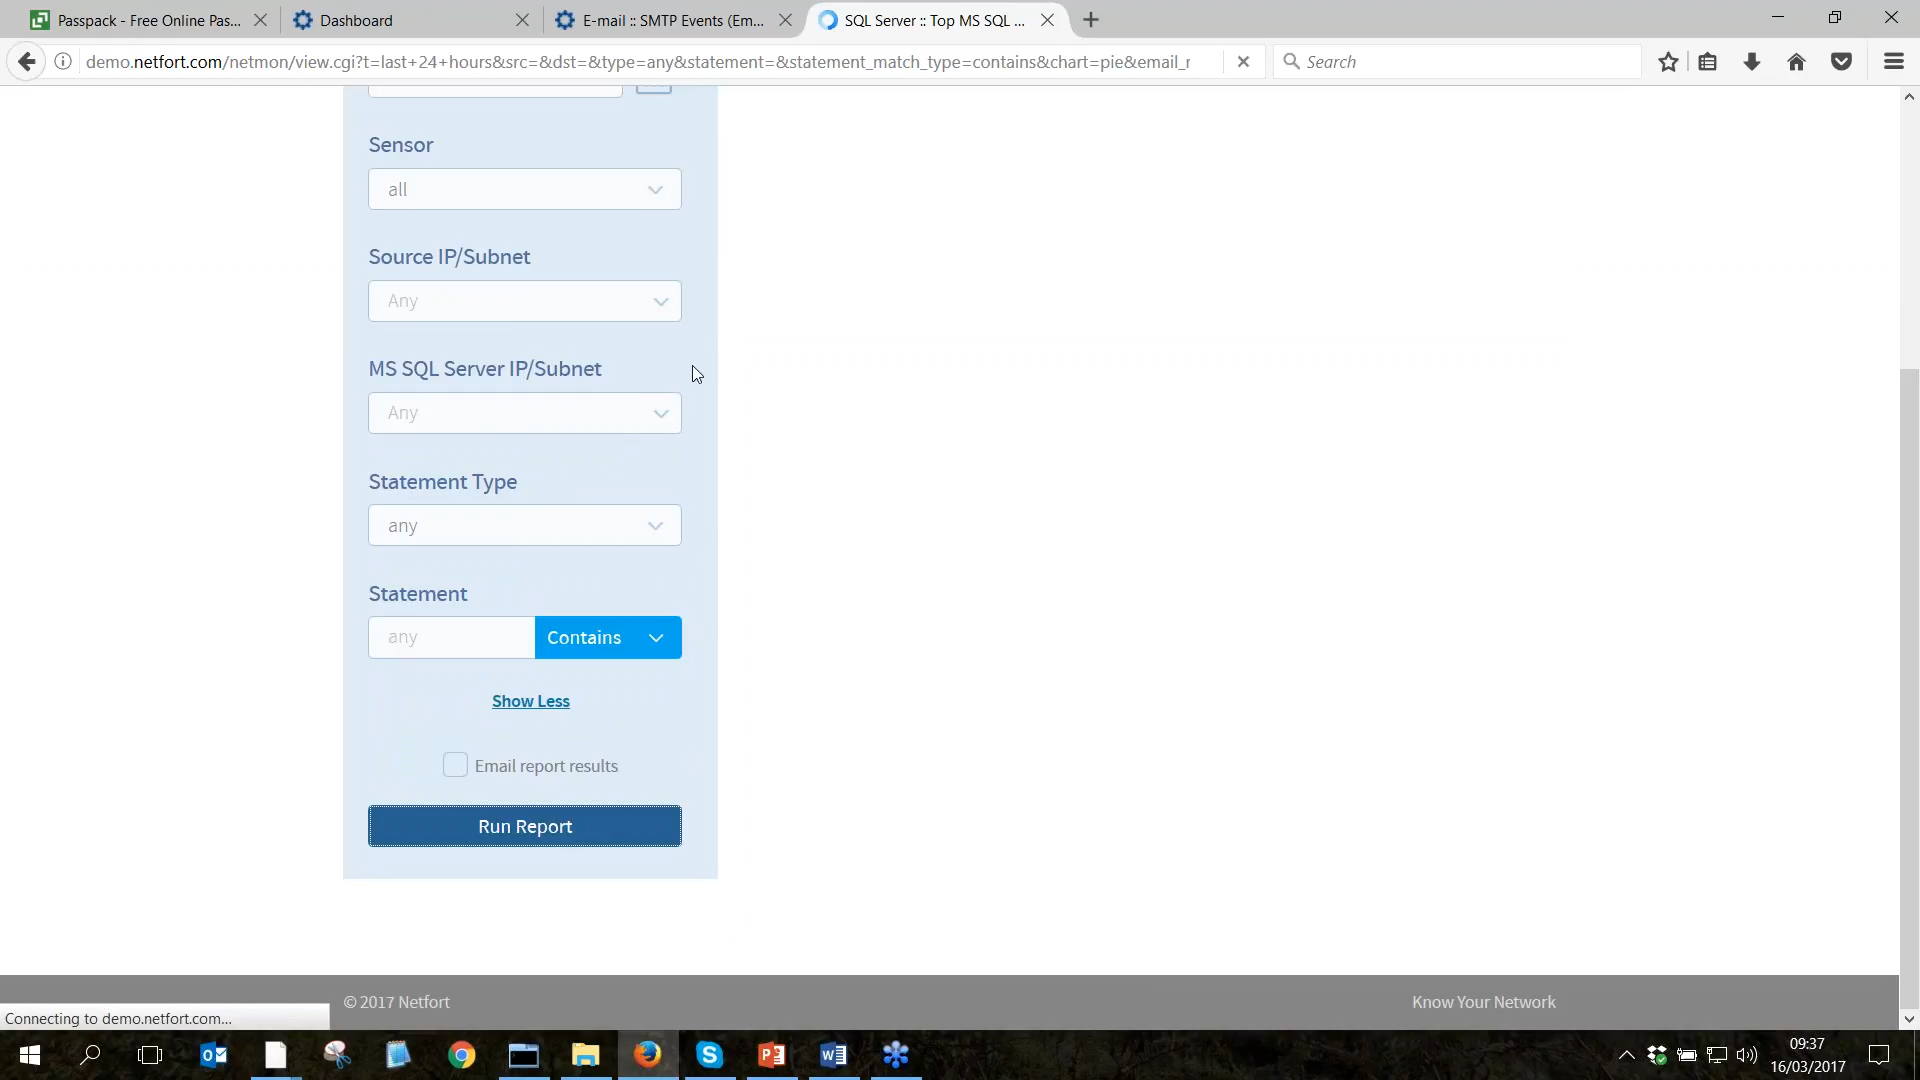 Passpack - Free Online Pas...
Dashboard
E-mail :: SMTP Events (Em...
SQL Server :: Top MS SQL ...
demo.netfort.com/netmon/view.cgi?t=last+24+hours&src=&dst=&type=any&statement=&statement_match_type=contains&chart=pie&email_r
Search
Sensor
all
Source IP/Subnet
Any
MS SQL Server IP/Subnet
Any
Statement Type
any
Statement
any
Contains
Show Less
Email report results
Run Report
© 2017 Netfort
Know Your Network
Connecting to demo.netfort.com...
09:37
16/03/2017